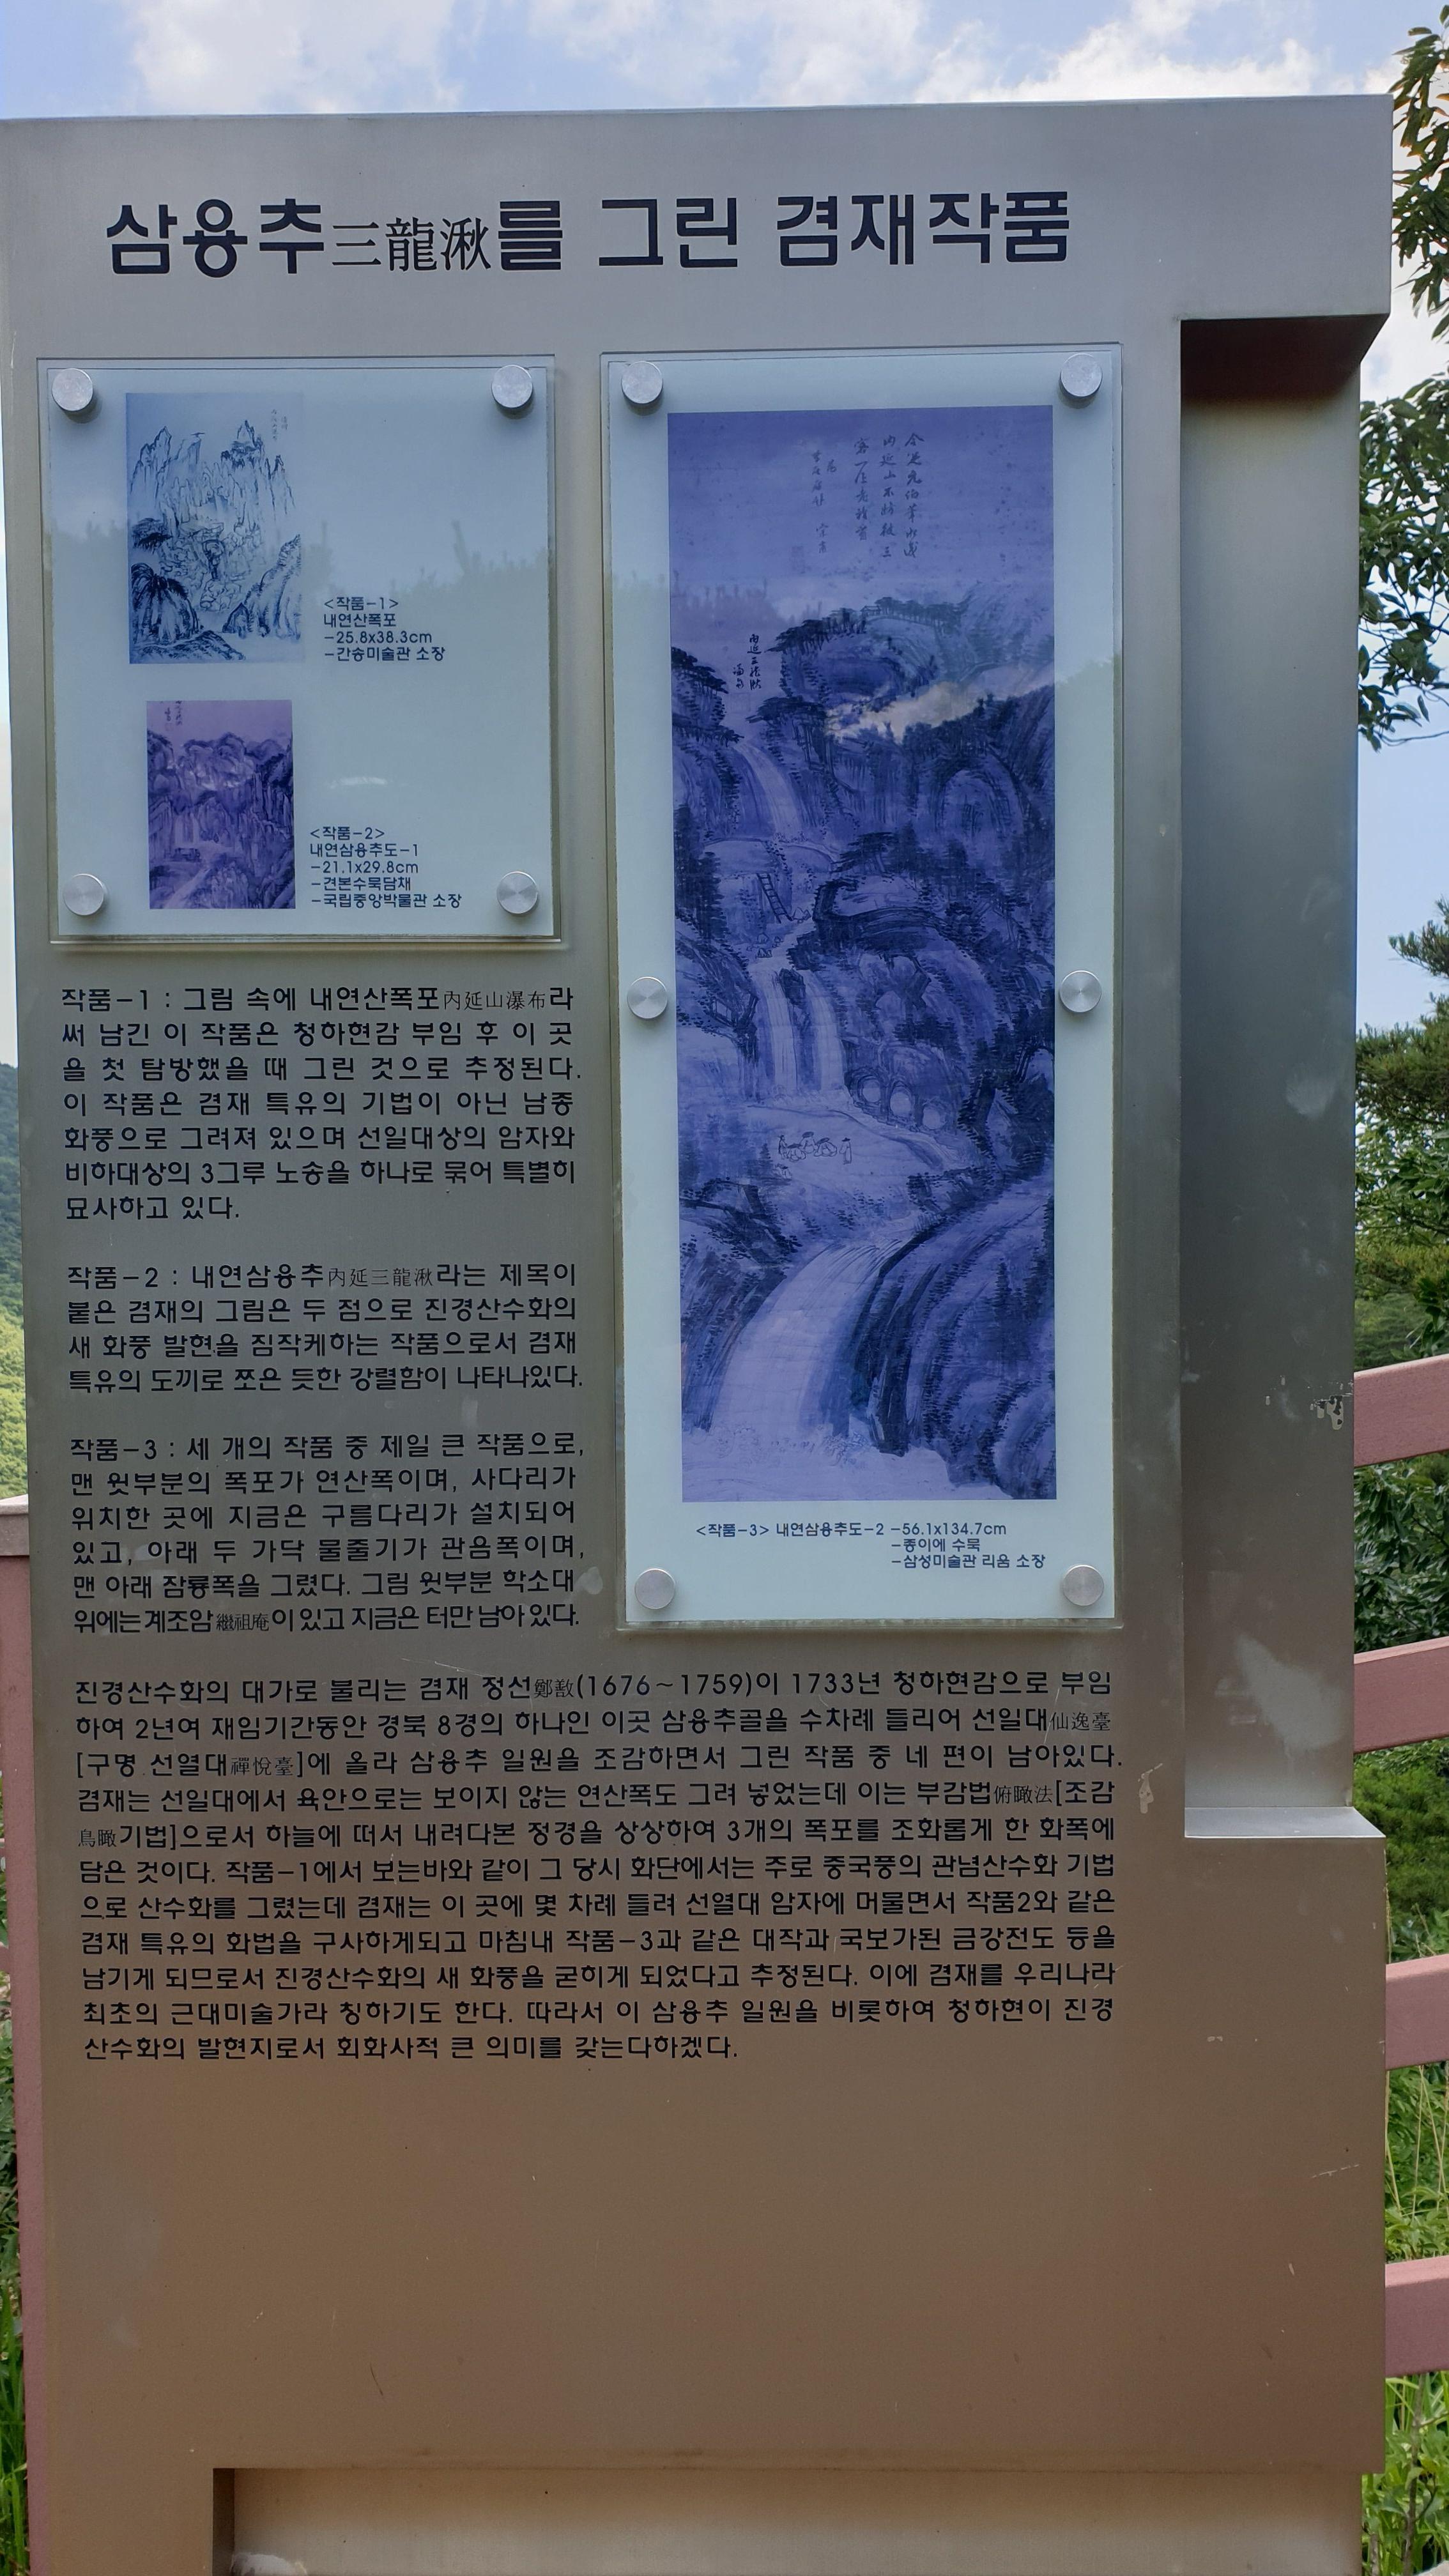 삼용추三龍湫를 그린 겸재작품
<작품-1>
내연산폭포
-25.8x38.3cm
-간송미술관 소장
<작품-2>
내연삼용추도-1
-21.1x29.8cm
-견본수묵담채
-국립중앙박물관 소장
작품-1 : 그림 속에 내연산폭포內延山瀑布라
써 남긴 이 작품은 청하현감 부임 후 이 곳
을 첫 탐방했을 때 그린 것으로 추정된다.
이 작품은 겸재 특유의 기법이 아닌 남종
화풍으로 그려져 있으며 선일대상의 암자와
비하대상의 3그루 노송을 하나로 묶어 특별히
묘사하고 있다.
작품-2 : 내연삼용추內延三龍湫라는 제목이
붙은 겸재의 그림은 두 점으로 진경산수화의
새 화풍 발현을 짐작케하는 작품으로서 겸재
특유의 도끼로 쪼은 듯한 강렬함이 나타나있다.
작품-3 : 세 개의 작품 중 제일 큰 작품으로,
맨 윗부분의 폭포가 연산폭이며, 사다리가
위치한 곳에 지금은 구름다리가 설치되어
있고, 아래 두 가닥 물줄기가 관음폭이며,
맨 아래 잠룡폭을 그렸다. 그림 윗부분 학소대
위에는 계조암繼祖庵이 있고 지금은 터만 남아 있다.
內延三龍湫
<작품-3> 내연삼용추도-2 -56.1x134.7cm
-종이에 수묵
-삼성미술관 리움 소장
진경산수화의 대가로 불리는 겸재 정선鄭敾(1676~1759)이 1733년 청하현감으로 부임
하여 2년여 재임기간동안 경북 8경의 하나인 이곳 삼용추골을 수차례 들리어 선일대仙逸臺
[구명 선열대禪悅臺]에 올라 삼용추 일원을 조감하면서 그린 작품 중 네 편이 남아있다.
겸재는 선일대에서 육안으로는 보이지 않는 연산폭도 그려 넣었는데 이는 부감법俯瞰法[조감
鳥瞰기법]으로서 하늘에 떠서 내려다본 정경을 상상하여 3개의 폭포를 조화롭게 한 화폭에
담은 것이다. 작품-1에서 보는바와 같이 그 당시 화단에서는 주로 중국풍의 관념산수화 기법
으로 산수화를 그렸는데 겸재는 이 곳에 몇 차례 들려 선열대 암자에 머물면서 작품2와 같은
겸재 특유의 화법을 구사하게되고 마침내 작품-3과 같은 대작과 국보가된 금강전도 등을
남기게 되므로서 진경산수화의 새 화풍을 굳히게 되었다고 추정된다. 이에 겸재를 우리나라
최초의 근대미술가라 칭하기도 한다. 따라서 이 삼용추 일원을 비롯하여 청하현이 진경
산수화의 발현지로서 회화사적 큰 의미를 갖는다하겠다.